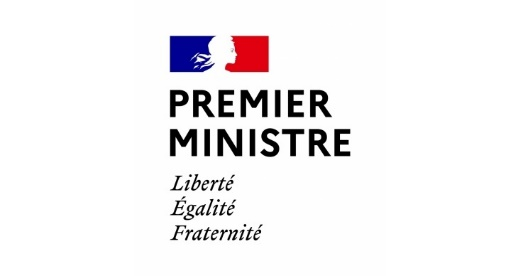 PREMIER
MINISTRE
Liberté
Égalité
Fraternité